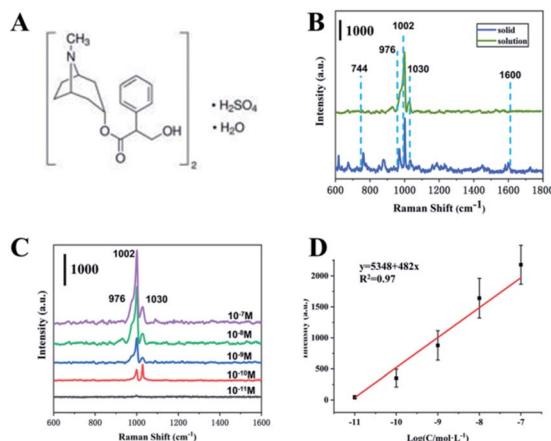 A
CH₃
N
O
O
OH
2
• H₂SO₄
• H₂O
B
1000
1002
976
744
1030
1600
solid
solution
Intensity (a.u.)
600 800 1000 1200 1400 1600 1800
Raman Shift (cm⁻¹)
C
1000
1002
976
1030
10⁻⁷M
10⁻⁸M
10⁻⁹M
10⁻¹⁰M
10⁻¹¹M
Intensity (a.u.)
600 800 1000 1200 1400 1600
Raman Shift (cm⁻¹)
D
y=5348+482x
R²=0.97
2000
1500
1000
500
0
(a.u.)
-11 -10 -9 -8 -7
Log(C/mol·L⁻¹)